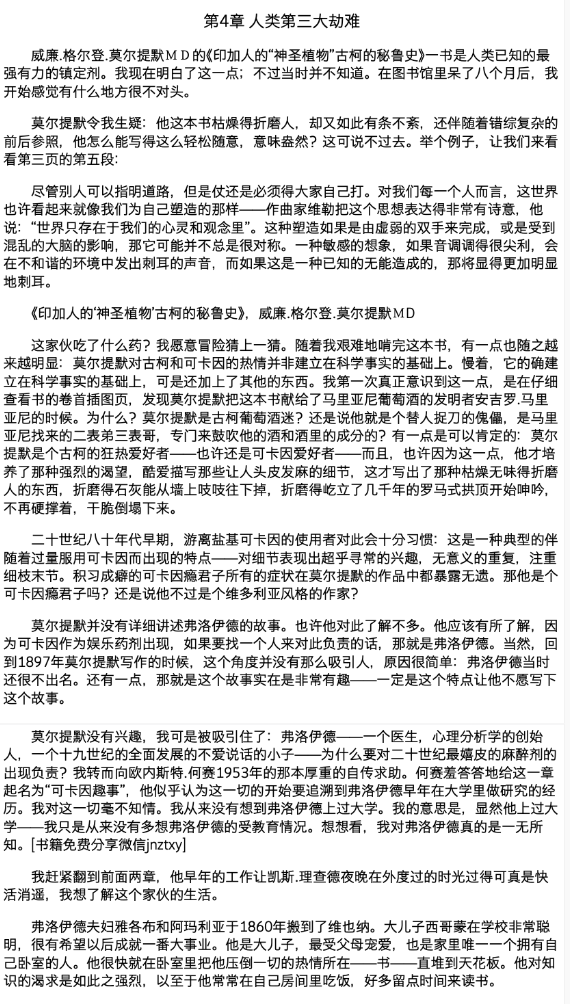 第4章 人类第三大劫难
威廉.格尔登.莫尔提默ＭＤ的《印加人的“神圣植物”古柯的秘鲁史》一书是人类已知的最
强有力的镇定剂。我现在明白了这一点；不过当时并不知道。在图书馆里呆了八个月后，我
开始感觉有什么地方很不对头。
莫尔提默令我生疑：他这本书枯燥得折磨人，却又如此有条不紊，还伴随着错综复杂的
前后参照，他怎么能写得这么轻松随意，意味盎然？这可说不过去。举个例子，让我们来看
看第三页的第五段：
尽管别人可以指明道路，但是仗还是必须得大家自己打。对我们每一个人而言，这世界
也许看起来就像我们为自己塑造的那样——作曲家维勒把这个思想表达得非常有诗意，他
说：“世界只存在于我们的心灵和观念里”。这种塑造如果是由虚弱的双手来完成，或是受到
混乱的大脑的影响，那它可能并不总是很对称。一种敏感的想象，如果音调调得很尖利，会
在不和谐的环境中发出刺耳的声音，而如果这是一种已知的无能造成的，那将显得更加明显
地刺耳。
《印加人的‘神圣植物’古柯的秘鲁史》，威廉.格尔登.莫尔提默MD
这家伙吃了什么药？我愿意冒险猜上一猜。随着我艰难地啃完这本书，有一点也随之越
来越明显：莫尔提默对古柯和可卡因的热情并非建立在科学事实的基础上。慢着，它的确建
立在科学事实的基础上，可是还加上了其他的东西。我第一次真正意识到这一点，是在仔细
查看书的卷首插图页，发现莫尔提默把这本书献给了马里亚尼葡萄酒的发明者安吉罗.马里
亚尼的时候。为什么？莫尔提默是古柯葡萄酒迷？还是说他就是个替人捉刀的傀儡，是马里
亚尼找来的二表弟三表哥，专门来鼓吹他的酒和酒里的成分的？有一点是可以肯定的：莫尔
提默是个古柯的狂热爱好者——也许还是可卡因爱好者——而且，也许因为这一点，他才培
养了那种强烈的渴望，酷爱描写那些让人头皮发麻的细节，这才写出了那种枯燥无味得折磨
人的东西，折磨得石灰能从墙上吱吱往下掉，折磨得屹立了几千年的罗马式拱顶开始呻吟，
不再硬撑着，干脆倒塌下来。
二十世纪八十年代早期，游离盐基可卡因的使用者对此会十分习惯：这是一种典型的伴
随着过量服用可卡因而出现的特点——对细节表现出超乎寻常的兴趣，无意义的重复，注重
细枝末节。积习成癖的可卡因瘾君子所有的症状在莫尔提默的作品中都暴露无遗。那他是个
可卡因瘾君子吗？还是说他不过是个维多利亚风格的作家？
莫尔提默并没有详细讲述弗洛伊德的故事。也许他对此了解不多。他应该有所了解，因
为可卡因作为娱乐药剂出现，如果要找一个人来对此负责的话，那就是弗洛伊德。当然，回
到1897年莫尔提默写作的时候，这个角度并没有那么吸引人，原因很简单：弗洛伊德当时
还很不出名。还有一点，那就是这个故事实在是非常有趣——一定是这个特点让他不愿写下
这个故事。
莫尔提默没有兴趣，我可是被吸引住了：弗洛伊德——一个医生，心理分析学的创始
人，一个十九世纪的全面发展的不爱说话的小子——为什么要对二十世纪最嬉皮的麻醉剂的
出现负责？我转而向欧内斯特.何赛1953年的那本厚重的自传求助。何赛羞答答地给这一章
起名为“可卡因趣事”，他似乎认为这一切的开始要追溯到弗洛伊德早年在大学里做研究的经
历。我对这一切毫不知情。我从来没有想到弗洛伊德上过大学。我的意思是，显然他上过大
学——我只是从来没有多想弗洛伊德的受教育情况。想想看，我对弗洛伊德真的是一无所
知。[书籍免费分享微信jnztxy]
我赶紧翻到前面两章，他早年的工作让凯斯.理查德夜晚在外度过的时光过得可真是快
活消遥，我想了解这个家伙的生活。
弗洛伊德夫妇雅各布和阿玛利亚于1860年搬到了维也纳。大儿子西哥蒙在学校非常聪
明，很有希望以后成就一番大事业。他是大儿子，最受父母宠爱，也是家里唯一一个拥有自
己卧室的人。他很快就在卧室里把他压倒一切的热情所在——书——直堆到天花板。他对知
识的渴求是如此之强烈，以至于他常常在自己房间里吃饭，好多留点时间来读书。